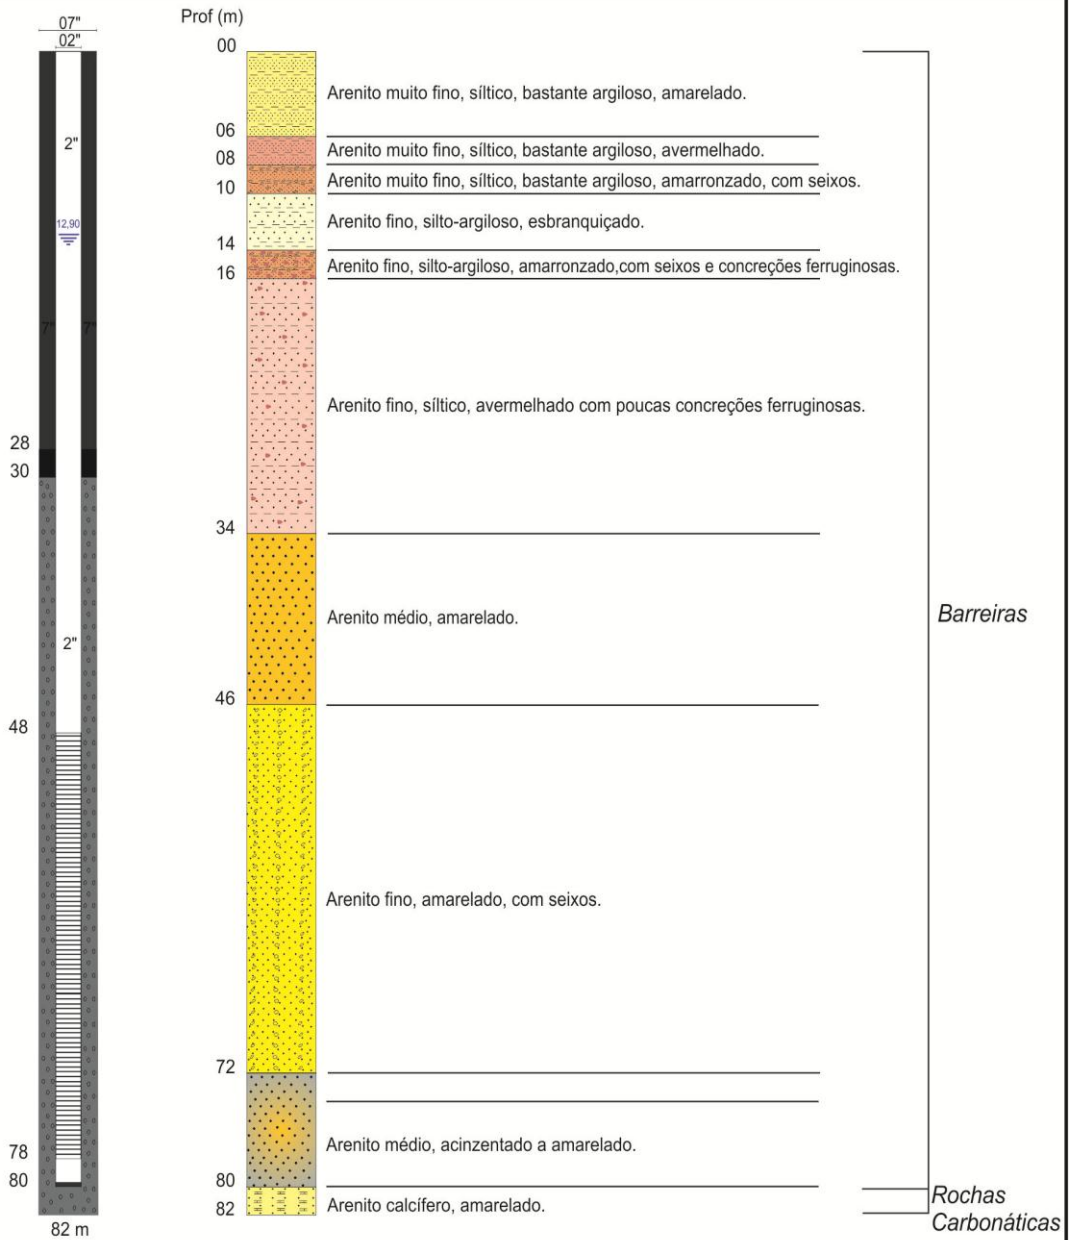 07"
02"
Prof (m)
00
Arenito muito fino, síltico, bastante argiloso, amarelado.
06
2"
Arenito muito fino, síltico, bastante argiloso, avermelhado.
08
Arenito muito fino, síltico, bastante argiloso, amarronzado, com seixos.
10
12,90
Arenito fino, silto-argiloso, esbranquiçado.
14
Arenito fino, silto-argiloso, amarronzado,com seixos e concreções ferruginosas.
16
7"
7"
Arenito fino, síltico, avermelhado com poucas concreções ferruginosas.
28
30
34
Arenito médio, amarelado.
Barreiras
2"
46
48
Arenito fino, amarelado, com seixos.
72
Arenito médio, acinzentado a amarelado.
78
80
80
Rochas
Carbonáticas
Arenito calcífero, amarelado.
82
82 m